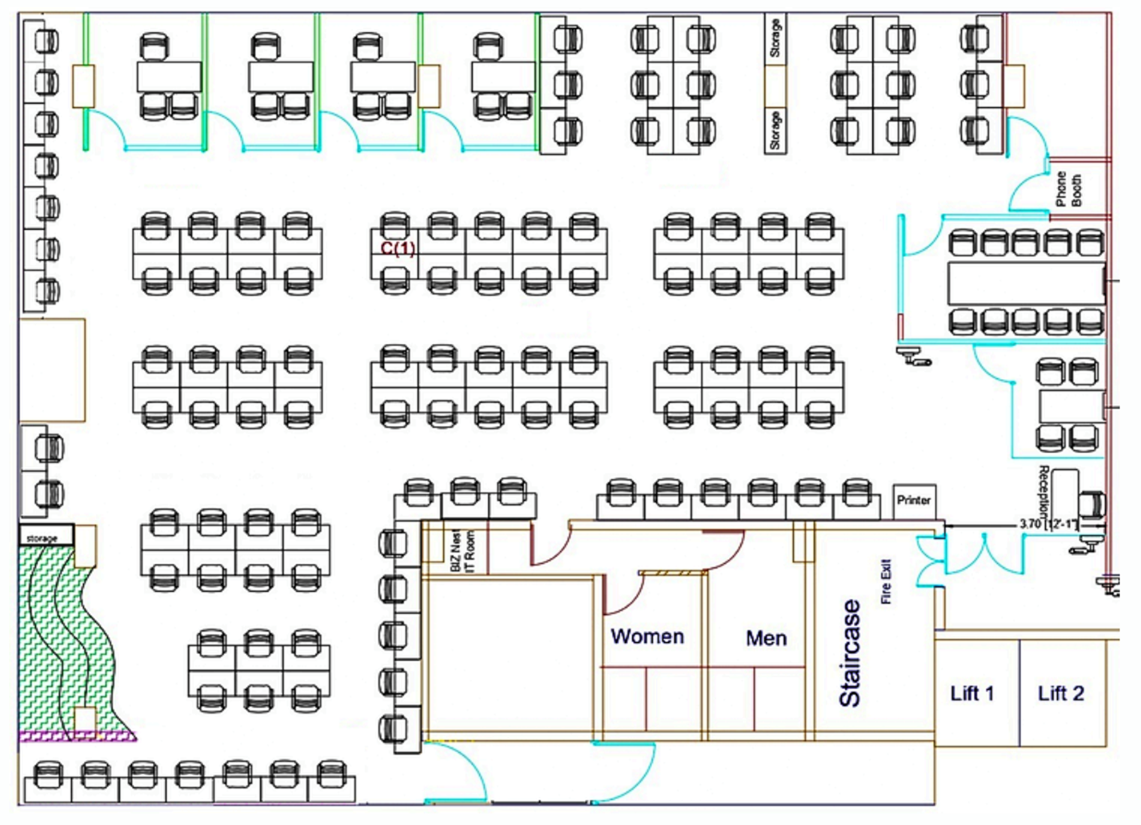 Storage
Storage
Phone
Booth
C(1)
Reception
Printer
3.70 [12'-1"]
storage
BIZ Nest
IT Room
Fire Exit
Women
Men
Staircase
Lift 1
Lift 2